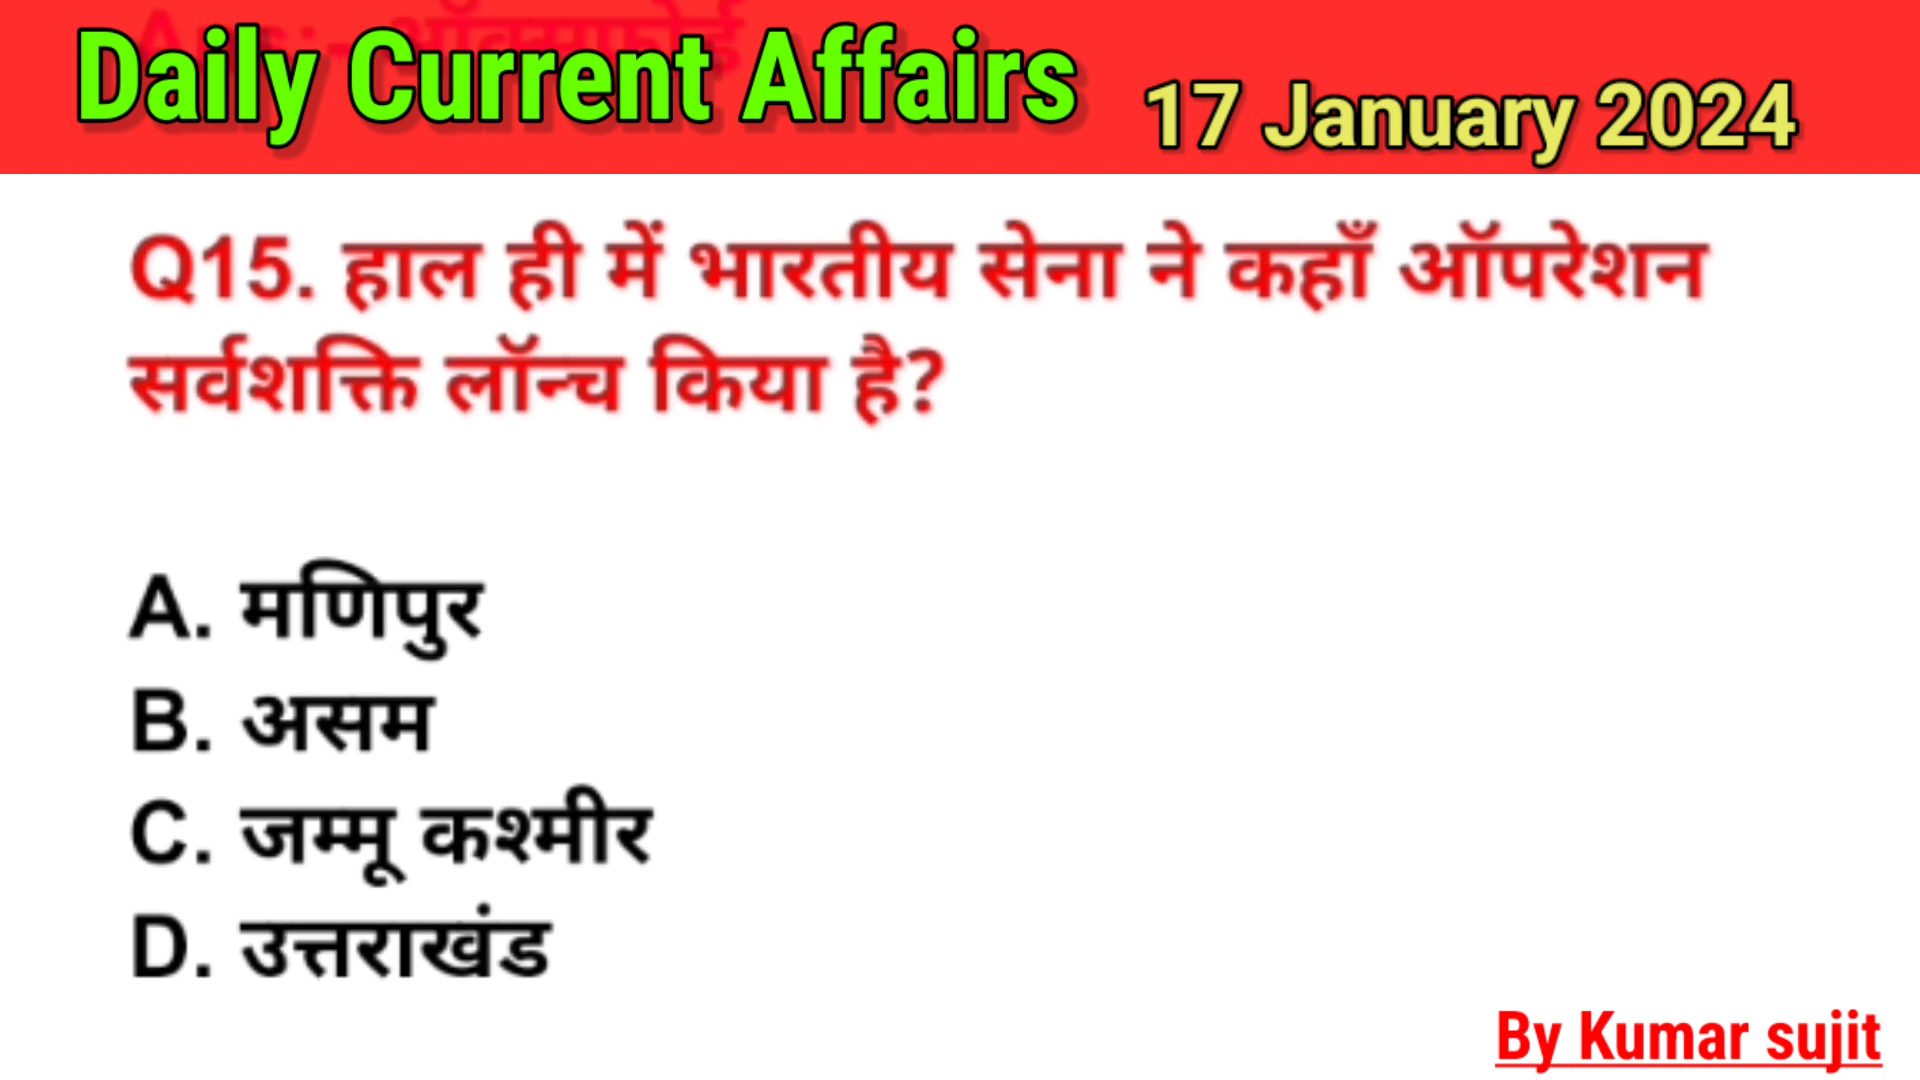 Daily Current Affairs 17 January 2024
Q15. हाल ही में भारतीय सेना ने कहाँ ऑपरेशन
सर्वशक्ति लॉन्च किया है?
A. मणिपुर
B. असम
C. जम्मू कश्मीर
D. उत्तराखंड
By Kumar sujit